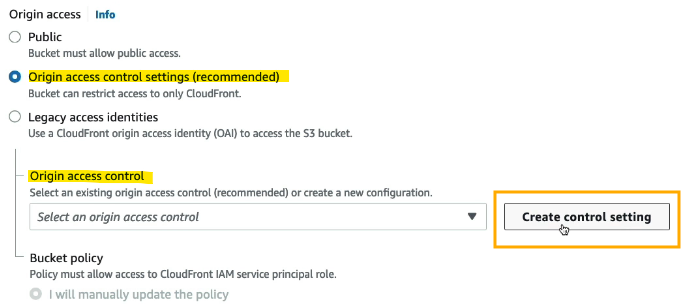 Origin access Info
Public
Bucket must allow public access.
Origin access control settings (recommended)
Bucket can restrict access to only CloudFront.
Legacy access identities
Use a CloudFront origin access identity (OAI) to access the S3 bucket.
Origin access control
Select an existing origin access control (recommended) or create a new configuration.
Select an origin access control
Create control setting
Bucket policy
Policy must allow access to CloudFront IAM service principal role.
I will manually update the policy